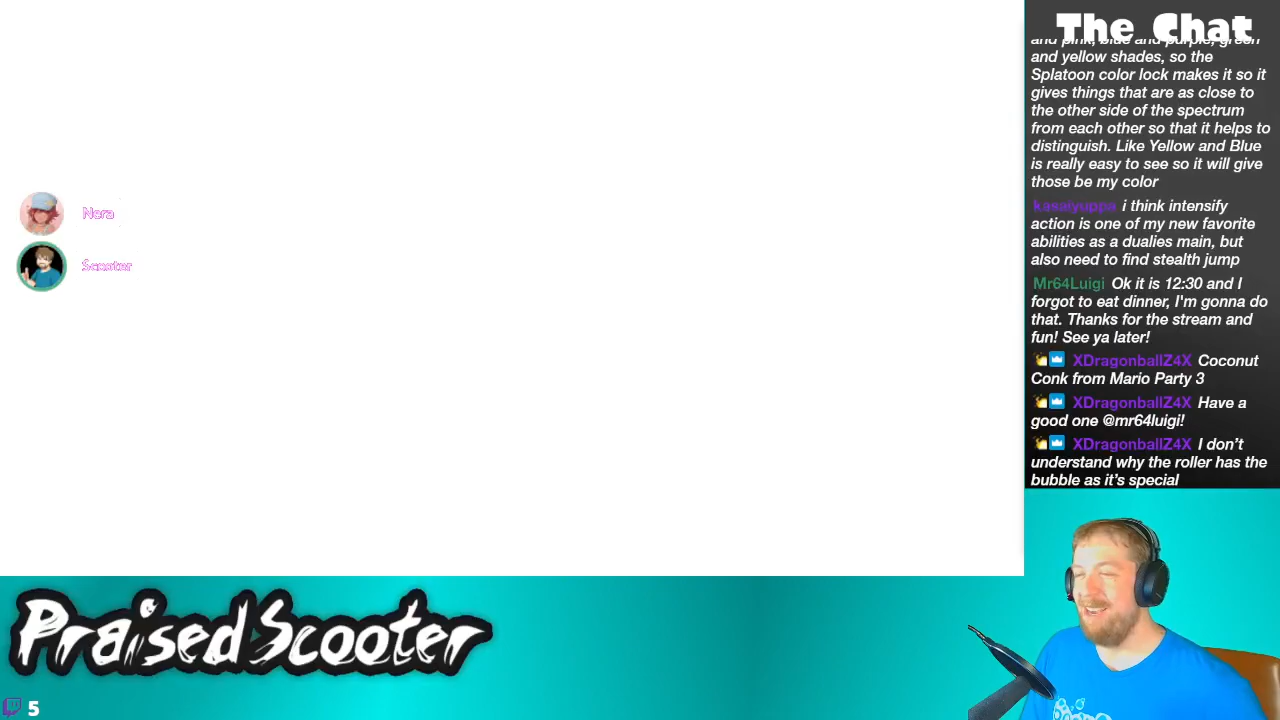 The Chat
and pink, blue and purple, green
and yellow shades, so the
Splatoon color lock makes it so it
gives things that are as close to
the other side of the spectrum
from each other so that it helps to
distinguish. Like Yellow and Blue
is really easy to see so it will give
those be my color
kasaiyuppa i think intensify
action is one of my new favorite
abilities as a dualies main, but
also need to find stealth jump
Mr64Luigi Ok it is 12:30 and I
forgot to eat dinner, I'm gonna do
that. Thanks for the stream and
fun! See ya later!
XDragonballZ4X Coconut
Conk from Mario Party 3
XDragonballZ4X Have a
good one @mr64luigi!
XDragonballZ4X I don't
understand why the roller has the
bubble as it's special
Nora
Scooter
PraisedScooter
5